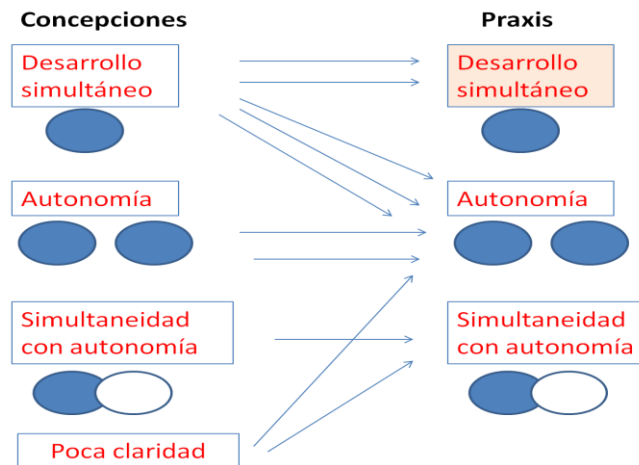 Concepciones
Praxis
Desarrollo
simultáneo
Desarrollo
simultáneo
Autonomía
Autonomía
Simultaneidad
con autonomía
Simultaneidad
con autonomía
Poca claridad